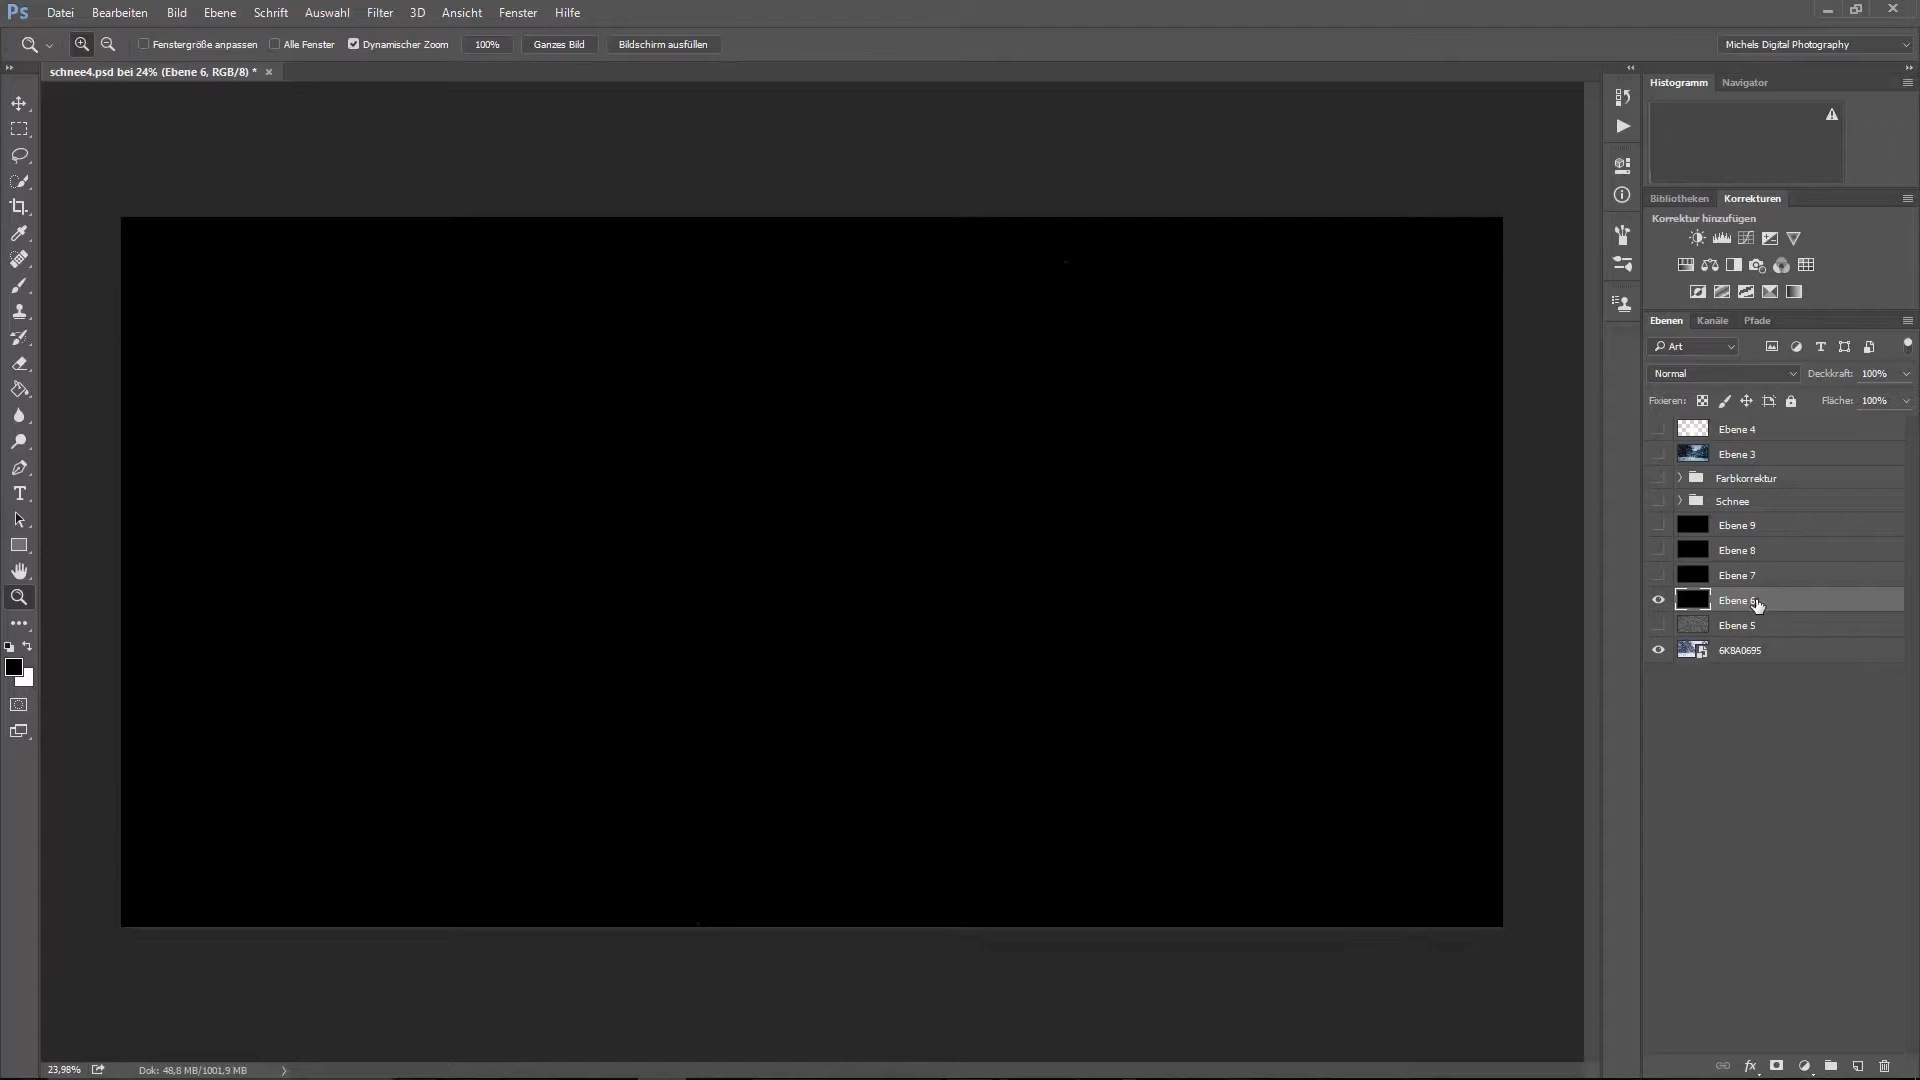 Ps Datei Bearbeiten Bild Ebene Schrift Auswahl Filter 3D Ansicht Fenster Hilfe
Fenstergröße anpassen Alle Fenster Dynamischer Zoom 100% Ganzes Bild Bildschirm ausfüllen Michels Digital Photography
schnee4.psd bei 24% (Ebene 6, RGB/8) *
Histogramm Navigator
Bibliotheken Korrekturen
Korrektur hinzufügen
Ebenen Kanäle Pfade
Art
Normal Deckkraft: 100%
Fixieren: Fläche: 100%
Ebene 4
Ebene 3
Farbkorrektur
Schnee
Ebene 9
Ebene 8
Ebene 7
Ebene 6
Ebene 5
6K8A0695
23,98% Dok: 48,8 MB/1001,9 MB